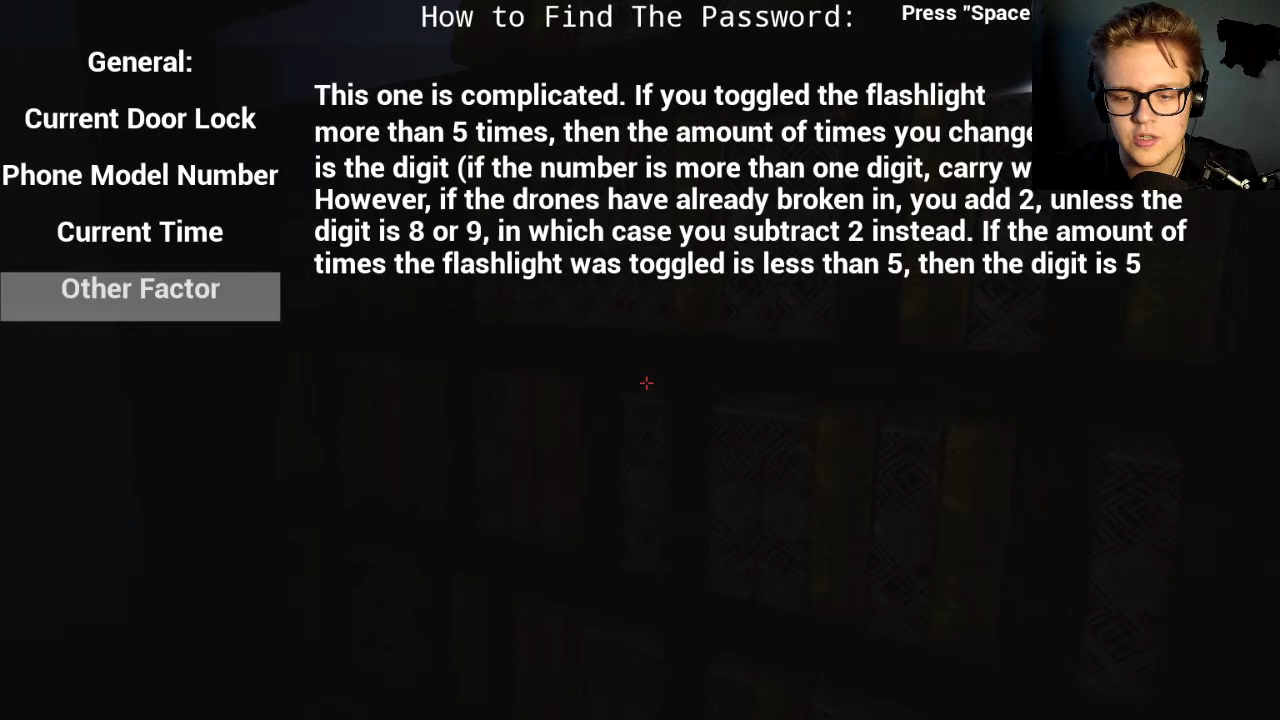 How to Find The Password:
Press "Space
General:
Current Door Lock
Phone Model Number
Current Time
Other Factor
This one is complicated. If you toggled the flashlight
more than 5 times, then the amount of times you change
is the digit (if the number is more than one digit, carry
However, if the drones have already broken in, you add 2, unless the
digit is 8 or 9, in which case you subtract 2 instead. If the amount of
times the flashlight was toggled is less than 5, then the digit is 5